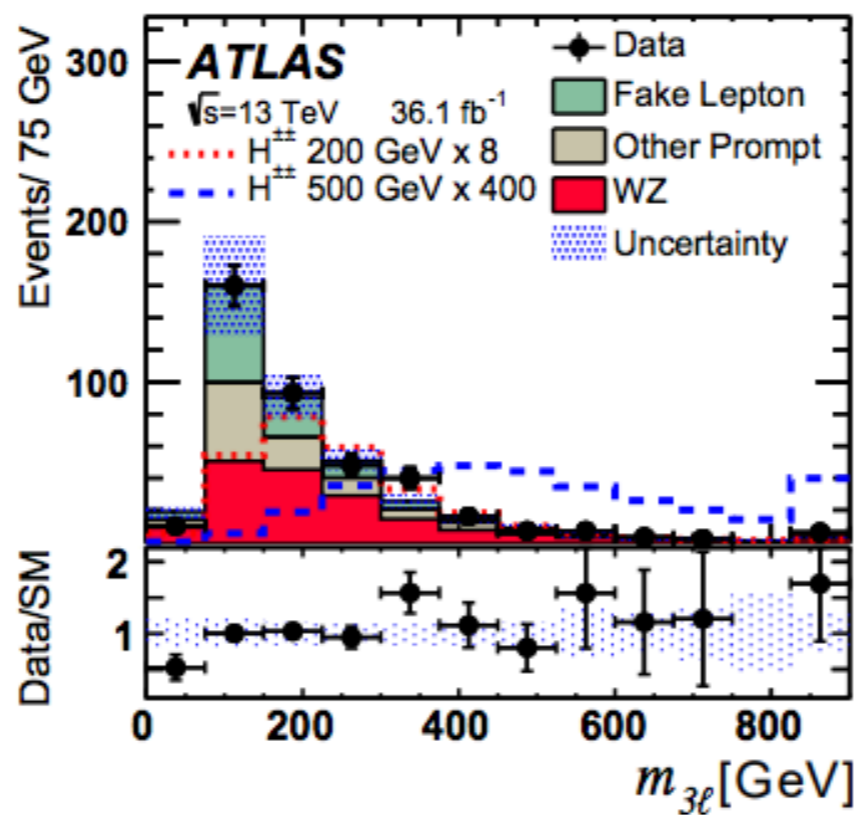 Events/ 75 GeV
300
200
100
ATLAS
√s=13 TeV 36.1 fb⁻¹
H±± 200 GeV x 8
H±± 500 GeV x 400
Data
Fake Lepton
Other Prompt
WZ
Uncertainty
Data/SM
2
1
0 200 400 600 800
m3ℓ [GeV]